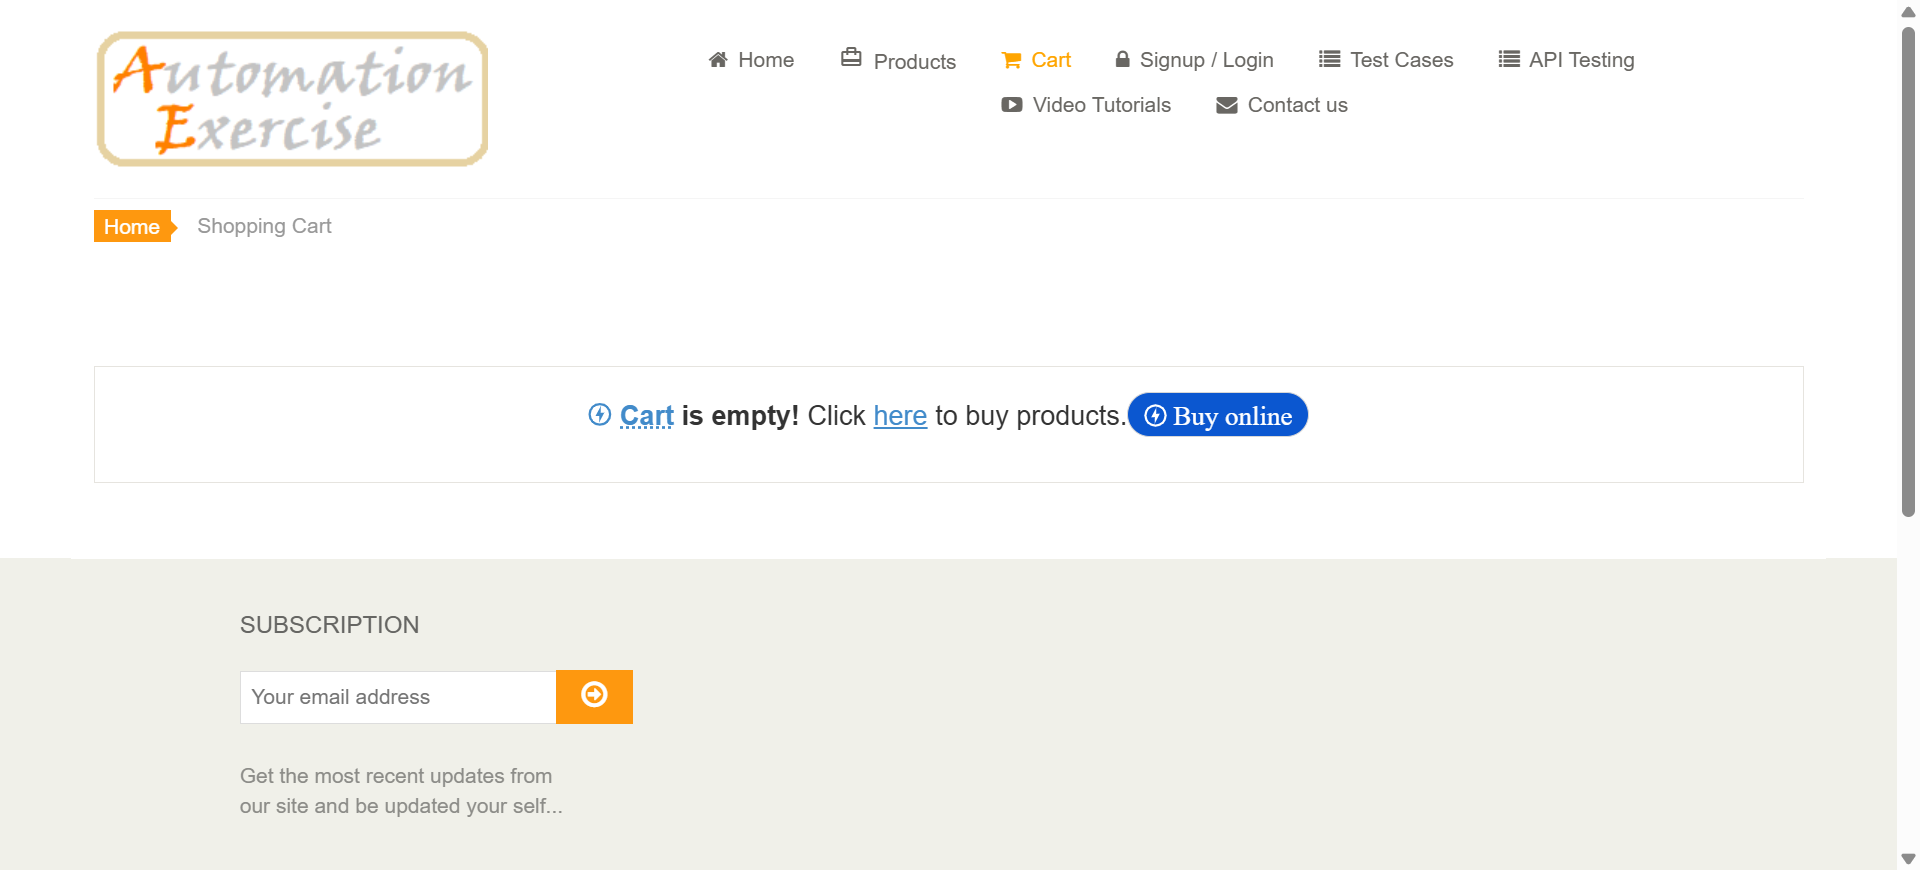 Automation
Exercise
Home Products Cart Signup / Login Test Cases API Testing
Video Tutorials Contact us
Home Shopping Cart
Cart is empty! Click here to buy products. Buy online
SUBSCRIPTION
Your email address
Get the most recent updates from
our site and be updated your self...